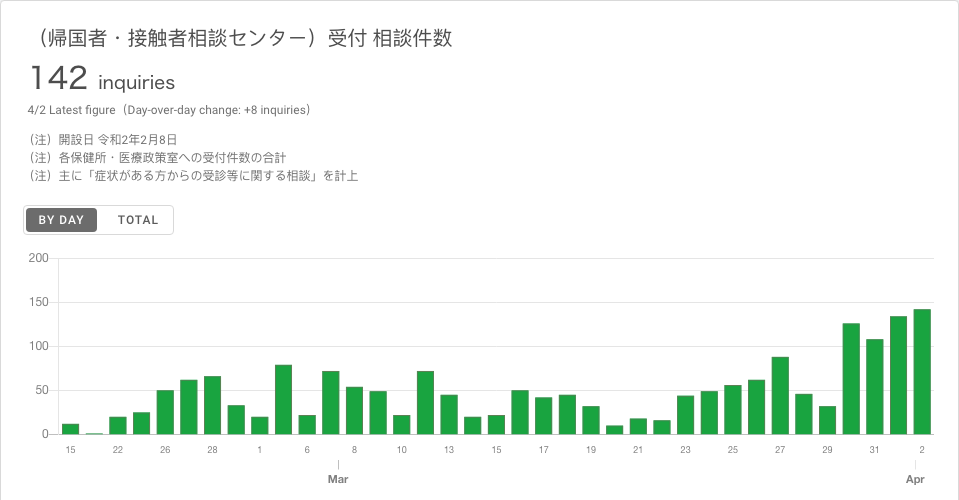 （帰国者・接触者相談センター）受付 相談件数
142 inquiries
4/2 Latest figure（Day-over-day change: +8 inquiries）
（注）開設日 令和2年2月8日
（注）各保健所・医療政策室への受付件数の合計
（注）主に「症状がある方からの受診等に関する相談」を計上
BY DAY TOTAL
200
150
100
50
0
15 22 26 28 1 6 8 10 13 15 17 19 21 23 25 27 29 31 2
Mar Apr